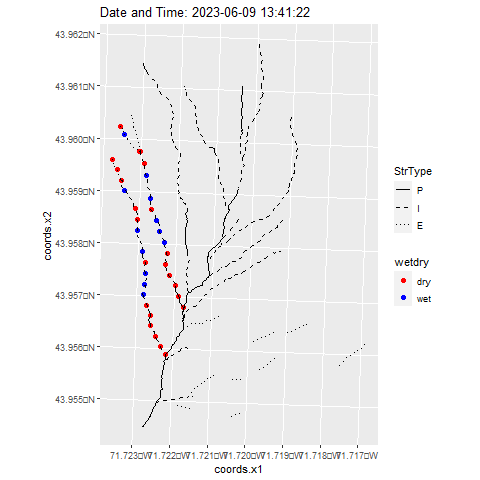 Date and Time: 2023-06-09 13:41:22
coords.x2
43.962□N
43.961□N
43.960□N
43.959□N
43.958□N
43.957□N
43.956□N
43.955□N
71.723□W
71.722□W
71.721□W
71.720□W
71.719□W
71.718□W
71.717□W
coords.x1
StrType
P
I
E
wetdry
dry
wet